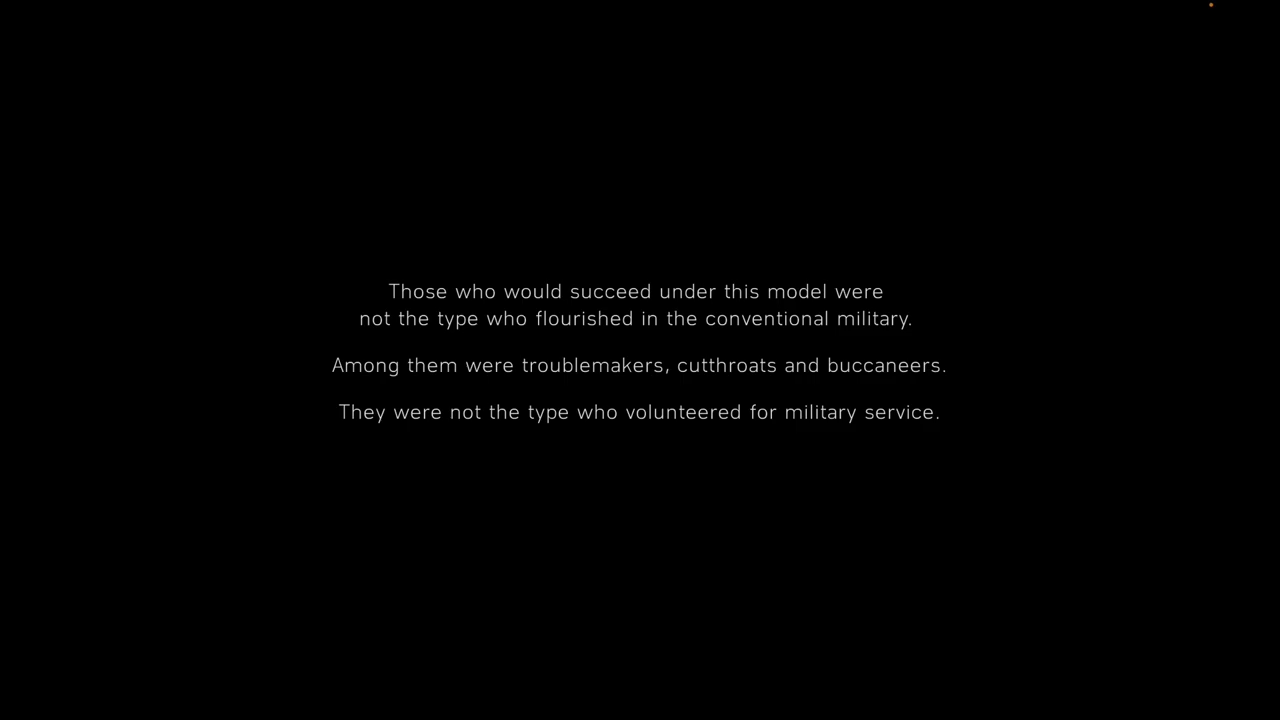 Those who would succeed under this model were
not the type who flourished in the conventional military.
Among them were troublemakers, cutthroats and buccaneers.
They were not the type who volunteered for military service.